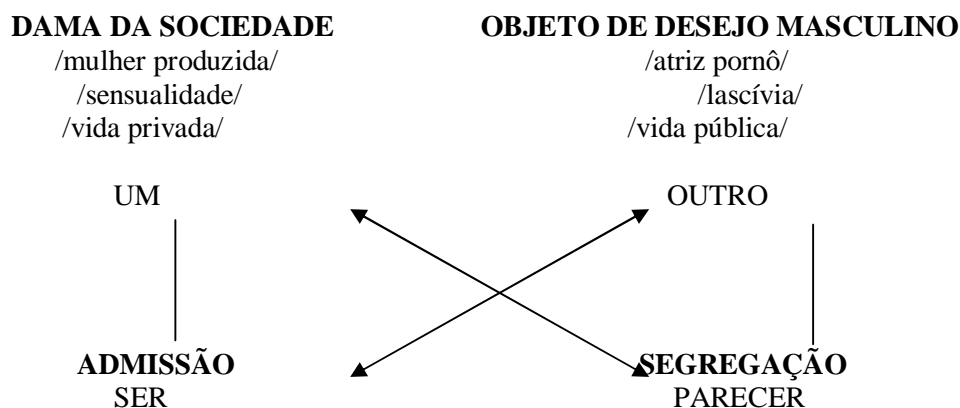 DAMA DA SOCIEDADE OBJETO DE DESEJO MASCULINO
/mulher produzida/ /atriz pornô/
/sensualidade/ /lascívia/
/vida privada/ /vida pública/
UM OUTRO
ADMISSÃO SEGREGAÇÃO
SER PARECER